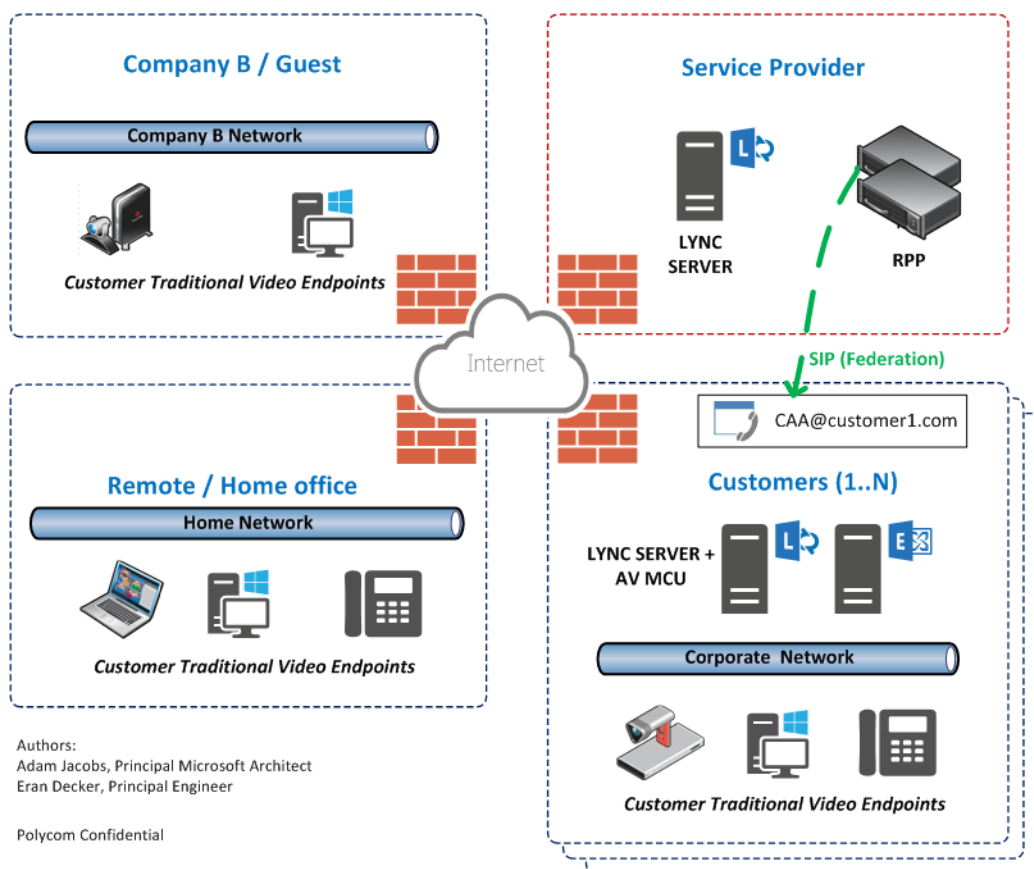 Company B / Guest
Company B Network
Customer Traditional Video Endpoints
Service Provider
L
LYNC
SERVER
RPP
Internet
SIP (Federation)
CAA@customer1.com
Remote / Home office
Home Network
Customer Traditional Video Endpoints
Customers (1..N)
LYNC SERVER +
AV MCU
L
E
Corporate Network
Customer Traditional Video Endpoints
Authors:
Adam Jacobs, Principal Microsoft Architect
Eran Decker, Principal Engineer
Polycom Confidential